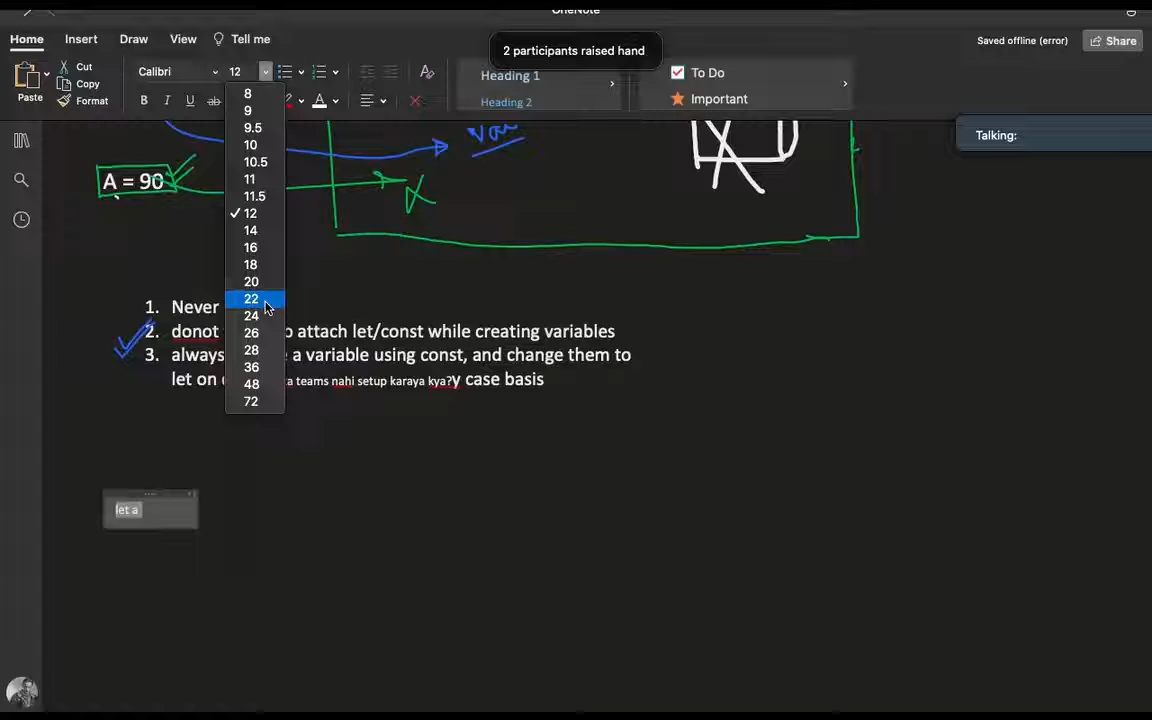 OneNote
Home Insert Draw View Tell me
2 participants raised hand
Saved offline (error) Share
Paste
Cut
Copy
Format
Calibri 12
B I U ab A
Heading 1
Heading 2
To Do
Important
Talking:
8
9
9.5
10
10.5
11
11.5
12
14
16
18
20
22
24
26
28
36
48
72
A = 90
1. Never
2. donot attach let/const while creating variables
3. always a variable using const, and change them to
let on teams nahi setup karaya kya?y case basis
let a